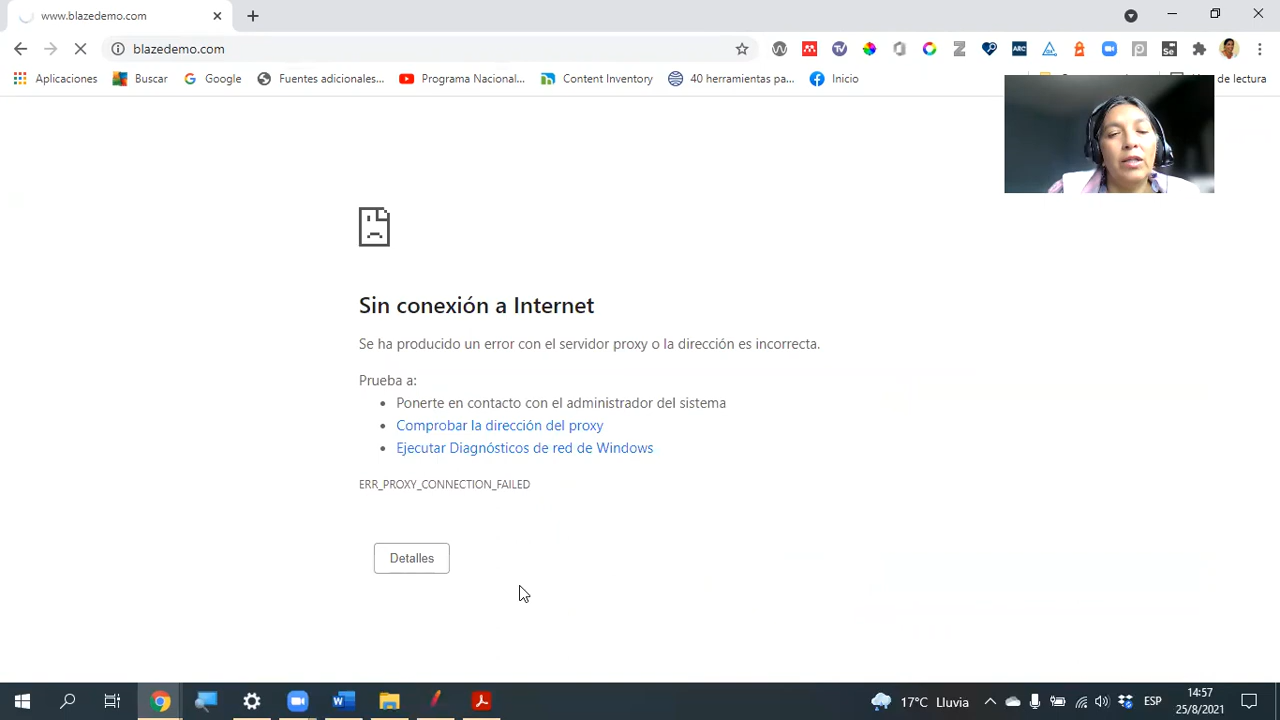 www.blazedemo.com
blazedemo.com
Aplicaciones Buscar Google Fuentes adicionales... Programa Nacional... Content Inventory 40 herramientas pa... Inicio de lectura
Sin conexión a Internet
Se ha producido un error con el servidor proxy o la dirección es incorrecta.
Prueba a:
Ponerte en contacto con el administrador del sistema
Comprobar la dirección del proxy
Ejecutar Diagnósticos de red de Windows
ERR_PROXY_CONNECTION_FAILED
Detalles
17°C Lluvia ESP 14:57
25/8/2021